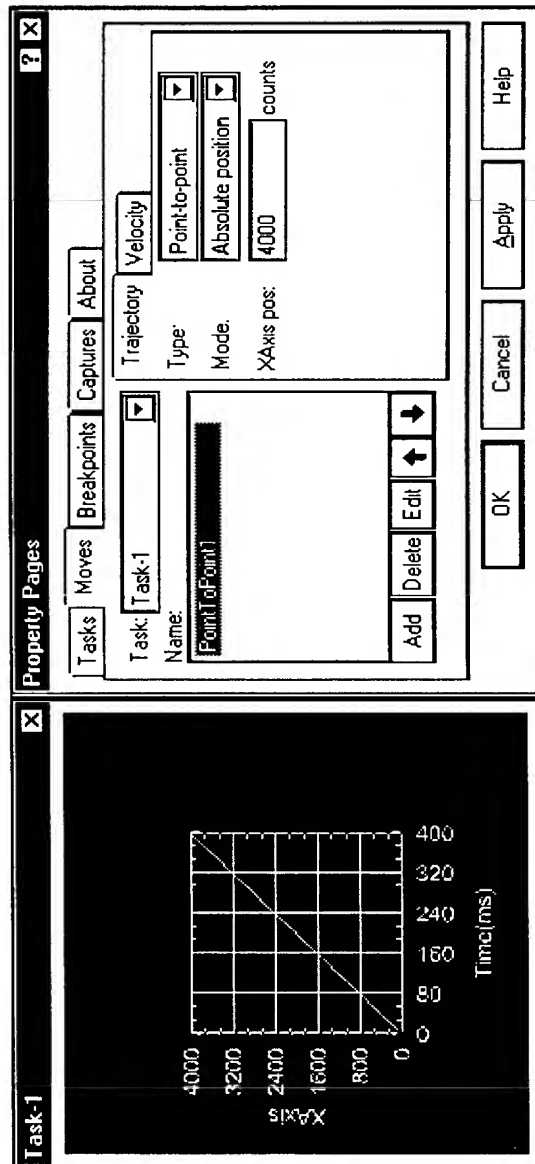 Task-1
4000
3200
2400
1600
800
0
XAxis
0 80 160 240 320 400
Time(ms)
Property Pages
Tasks Moves Breakpoints Captures About
Task: Task-1
Name:
PointToPoint1
Add Delete Edit
Trajectory Velocity
Type: Point-to-point
Mode. Absolute position
XAxis pos: 4000 counts
OK Cancel Apply Help